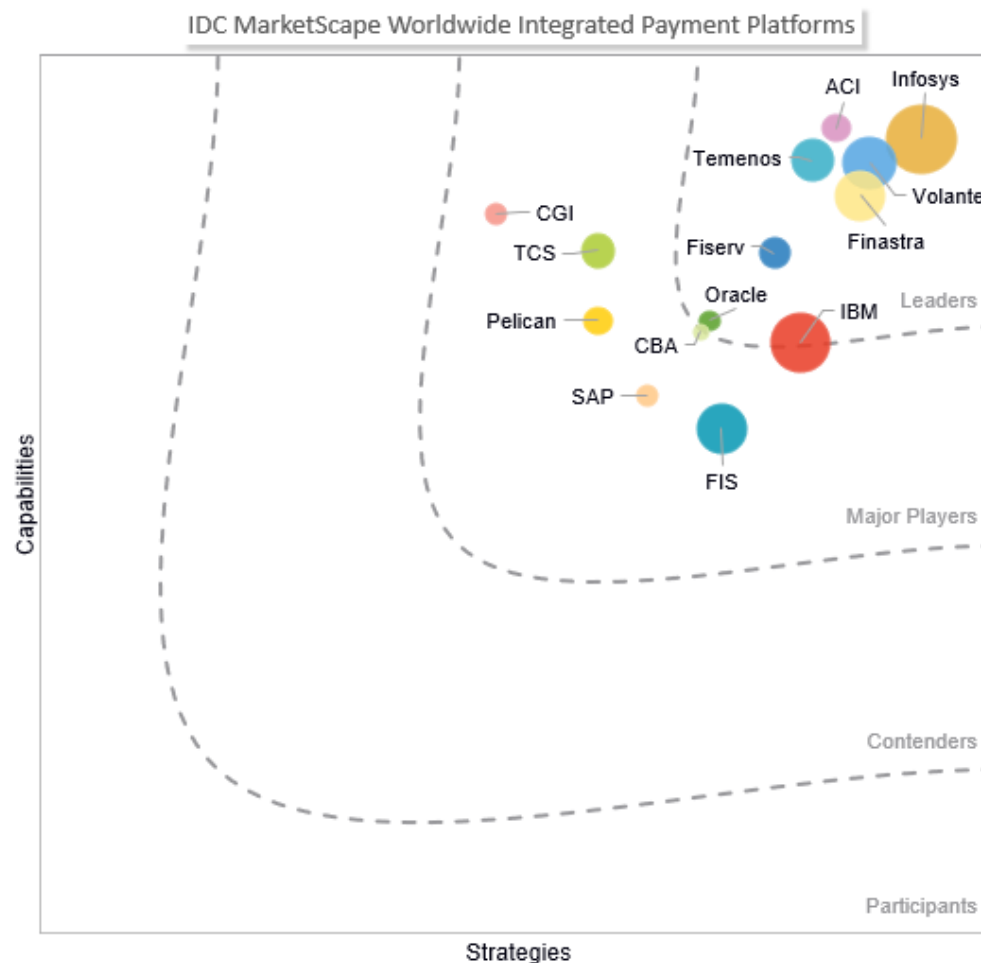 IDC MarketScape Worldwide Integrated Payment Platforms
ACI
Infosys
Temenos
Volante
CGI
TCS
Finastra
Fiserv
Oracle
Leaders
IBM
Pelican
CBA
SAP
FIS
Major Players
Capabilities
Contenders
Participants
Strategies